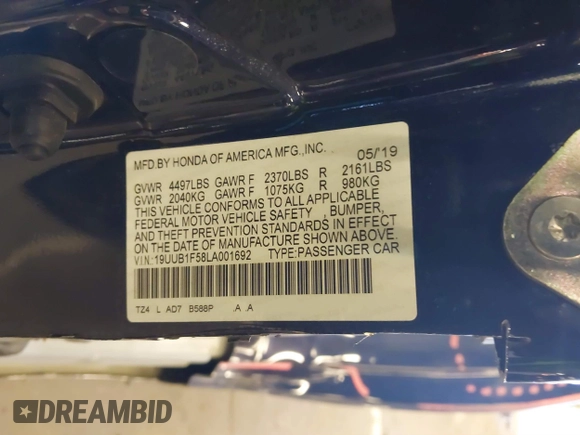 MFD.BY HONDA OF AMERICA MFG.,INC. 05/'19
GVWR 4497LBS GAWR F 2370LBS R 2161LBS
GVWR 2040KG GAWR F 1075KG R 980KG
THIS VEHICLE CONFORMS TO ALL APPLICABLE
FEDERAL MOTOR VEHICLE SAFETY , BUMPER,
AND THEFT PREVENTION STANDARDS IN EFFECT
ON THE DATE OF MANUFACTURE SHOWN ABOVE.
VIN:19UUB1F58LA001692 TYPE:PASSENGER CAR
TZ4 L AD7 B588P .A .A
DREAMBID